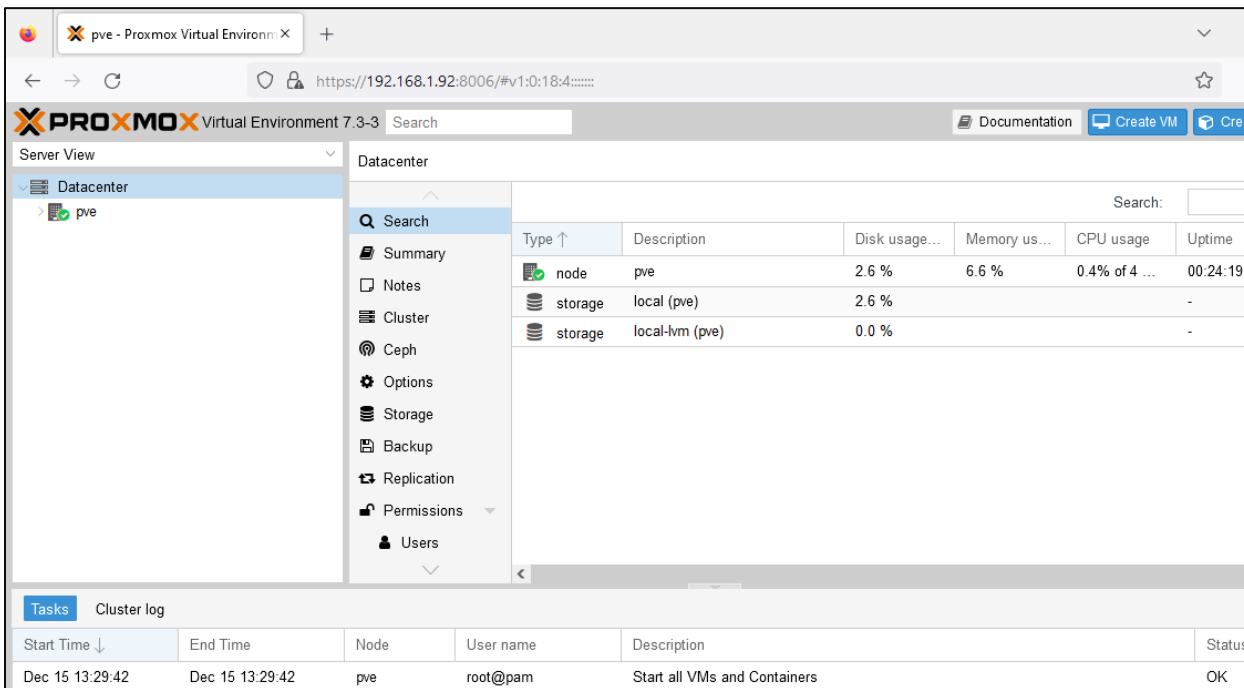 pve - Proxmox Virtual Environm
https://192.168.1.92:8006/#v1:0:18:4:::::::
PROXMOX Virtual Environment 7.3-3 Search Documentation Create VM Cre
Server View
Datacenter
pve
Datacenter
Search
Summary
Notes
Cluster
Ceph
Options
Storage
Backup
Replication
Permissions
Users
Search:
Type Description Disk usage... Memory us... CPU usage Uptime
node pve 2.6 % 6.6 % 0.4% of 4 ... 00:24:19
storage local (pve) 2.6 % -
storage local-lvm (pve) 0.0 % -
Tasks Cluster log
Start Time End Time Node User name Description Status
Dec 15 13:29:42 Dec 15 13:29:42 pve root@pam Start all VMs and Containers OK